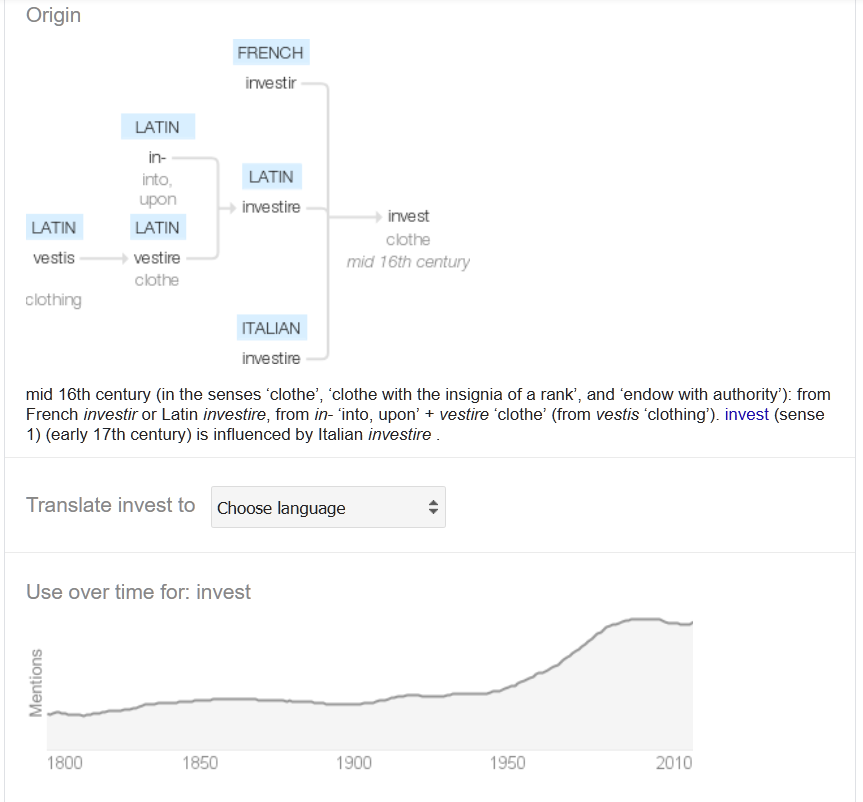 Origin
FRENCH
investir
LATIN
in-
into,
upon
LATIN
investire
LATIN
vestis
clothing
LATIN
vestire
clothe
invest
clothe
mid 16th century
ITALIAN
investire
mid 16th century (in the senses ‘clothe’, ‘clothe with the insignia of a rank’, and ‘endow with authority’): from
French investir or Latin investire, from in- ‘into, upon’ + vestire ‘clothe’ (from vestis ‘clothing’). invest (sense
1) (early 17th century) is influenced by Italian investire .
Translate invest to
Choose language
Use over time for: invest
Mentions
1800 1850 1900 1950 2010